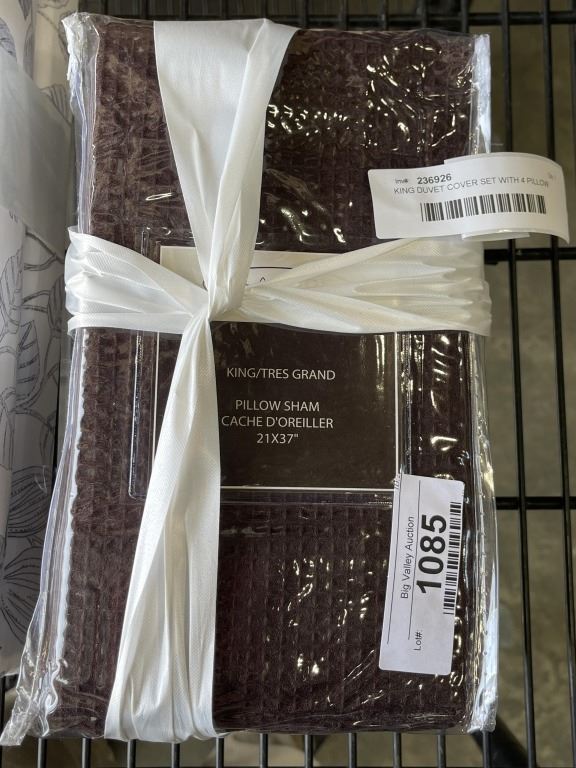 Inv#: 236926
KING DUVET COVER SET WITH 4 PILLOW
KING/TRES GRAND
PILLOW SHAM
CACHE D'OREILLER
21X37"
Big Valley Auction
Lot#: 1085